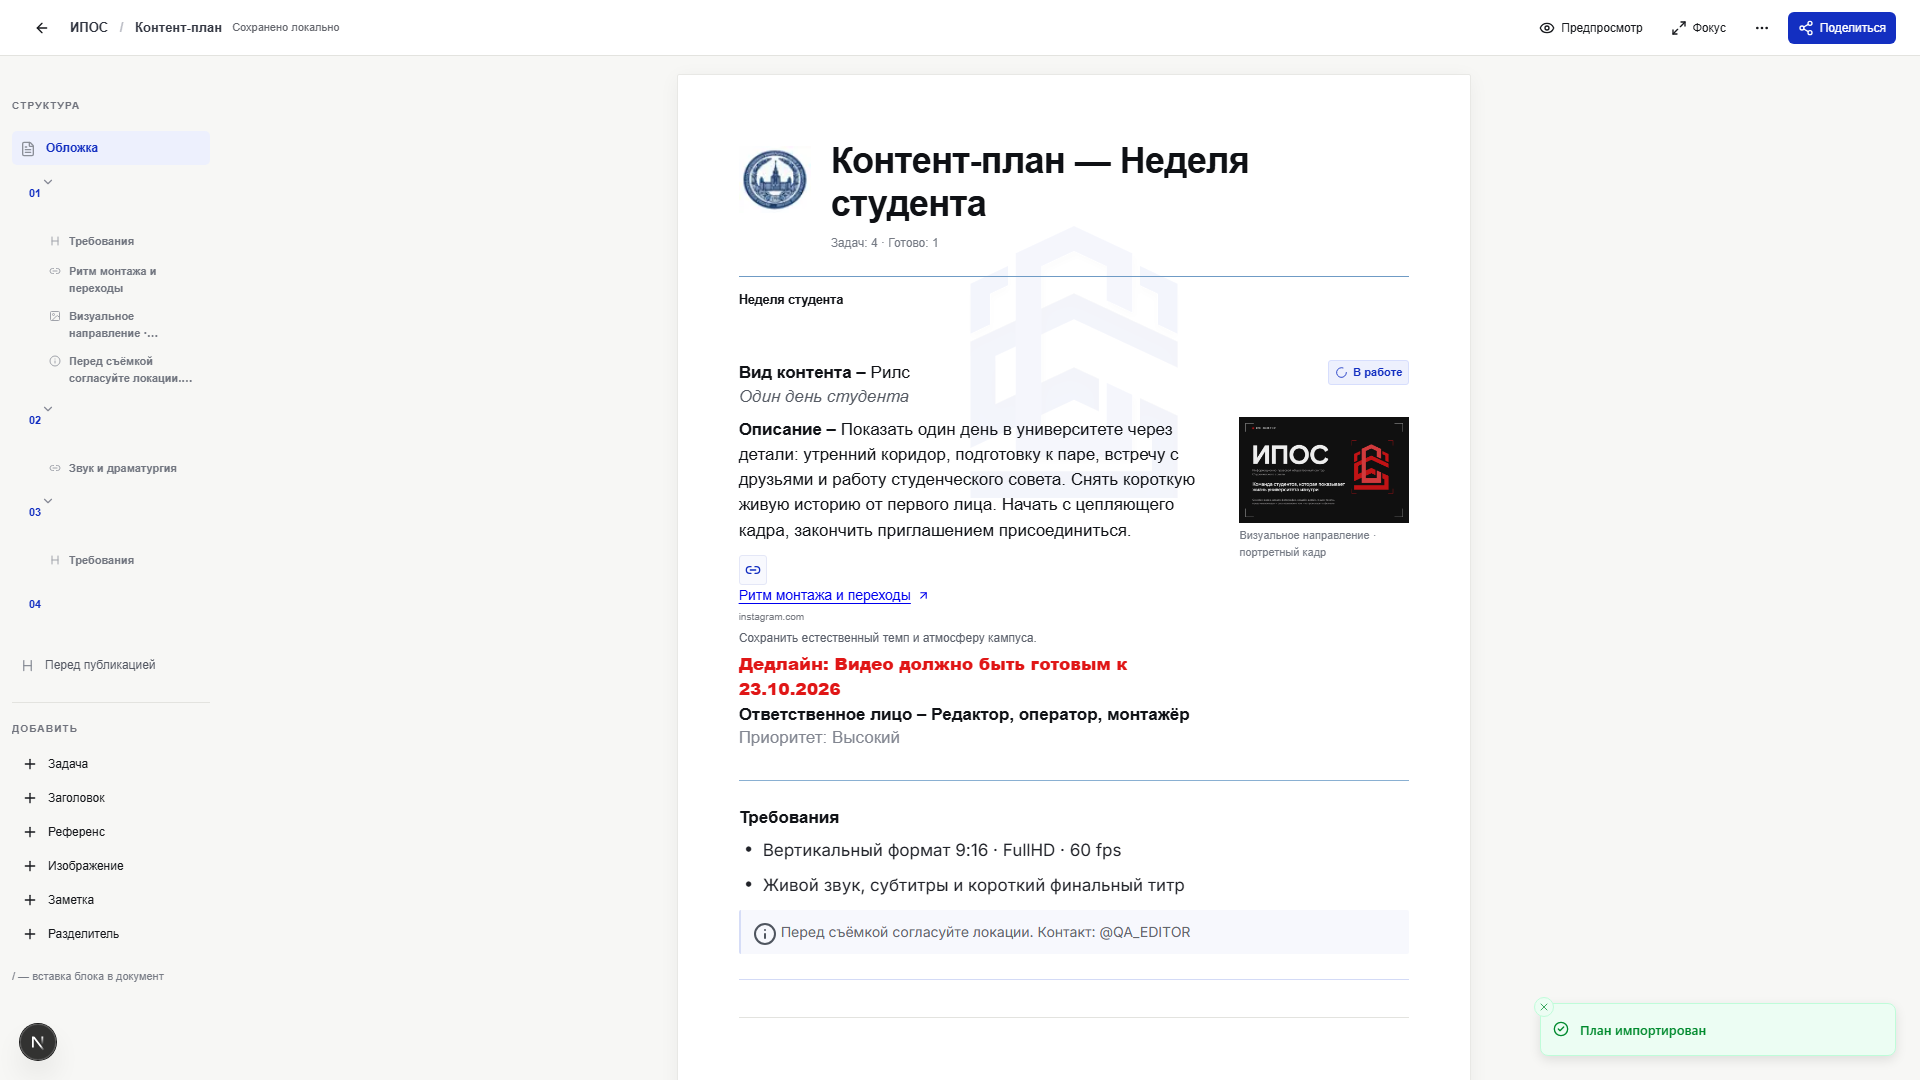 ИПОС / Контент-план Сохранено локально
Предпросмотр Фокус ··· Поделиться
СТРУКТУРА
Обложка
01
Требования
Ритм монтажа и
переходы
Визуальное
направление ·...
Перед съёмкой
согласуйте локации....
02
Звук и драматургия
03
Требования
04
Перед публикацией
ДОБАВИТЬ
Задача
Заголовок
Референс
Изображение
Заметка
Разделитель
/ — вставка блока в документ
N
Контент-план — Неделя
студента
Задач: 4 · Готово: 1
Неделя студента
Вид контента – Рилс
В работе
Один день студента
Описание – Показать один день в университете через
детали: утренний коридор, подготовку к паре, встречу с
друзьями и работу студенческого совета. Снять короткую
живую историю от первого лица. Начать с цепляющего
кадра, закончить приглашением присоединиться.
ИПОС
Команда студентов, которая показывает
жизнь университета изнутри
Визуальное направление ·
портретный кадр
Ритм монтажа и переходы
instagram.com
Сохранить естественный темп и атмосферу кампуса.
Дедлайн: Видео должно быть готовым к
23.10.2026
Ответственное лицо – Редактор, оператор, монтажёр
Приоритет: Высокий
Требования
• Вертикальный формат 9:16 · FullHD · 60 fps
• Живой звук, субтитры и короткий финальный титр
Перед съёмкой согласуйте локации. Контакт: @QA_EDITOR
План импортирован